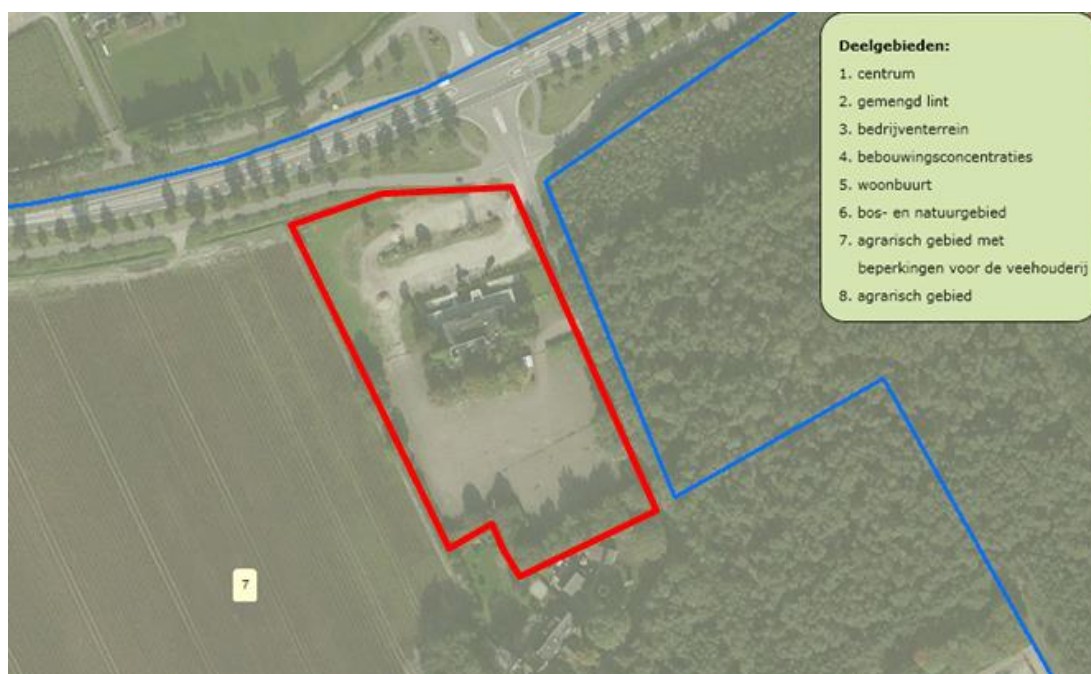 Deelgebieden:
1. centrum
2. gemengd lint
3. bedrijventerrein
4. bebouwingsconcentraties
5. woonbuurt
6. bos- en natuurgebied
7. agrarisch gebied met
beperkingen voor de veehouderij
8. agrarisch gebied
7